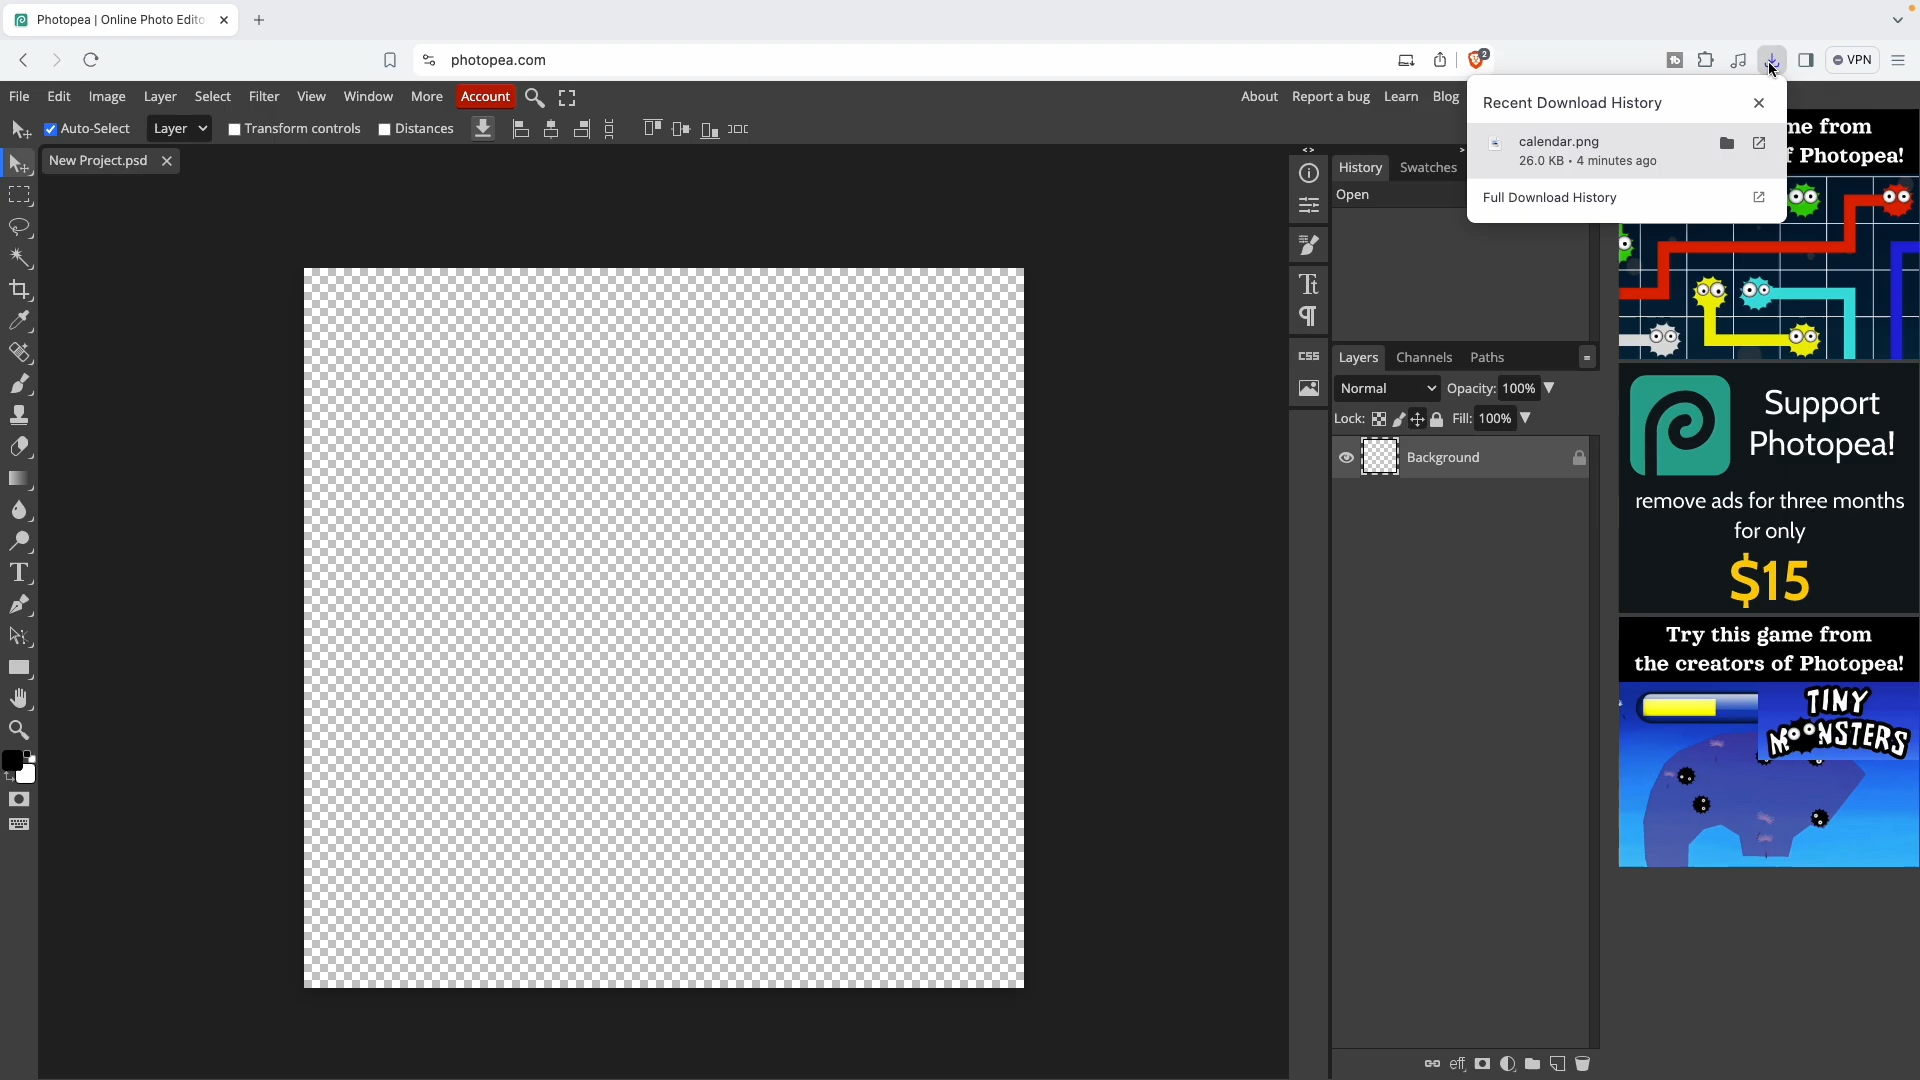 Photopea | Online Photo Edito
photopea.com
2
VPN
File Edit Image Layer Select Filter View Window More Account
About Report a bug Learn Blog
Recent Download History
calendar.png
26.0 KB • 4 minutes ago
Full Download History
Auto-Select Layer Transform controls Distances
New Project.psd
History Swatches
Open
me from
f Photopea!
Tt
CSS
Layers Channels Paths
Normal Opacity: 100%
Lock: Fill: 100%
Background
Support
Photopea!
remove ads for three months
for only
$15
Try this game from
the creators of Photopea!
TINY
MOONSTERS
eff
T